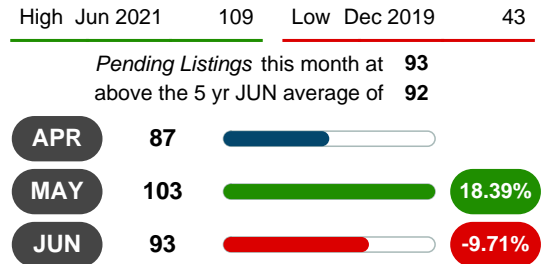 High Jun 2021 109 Low Dec 2019 43
Pending Listings this month at 93
above the 5 yr JUN average of 92
APR 87
MAY 103 18.39%
JUN 93 -9.71%